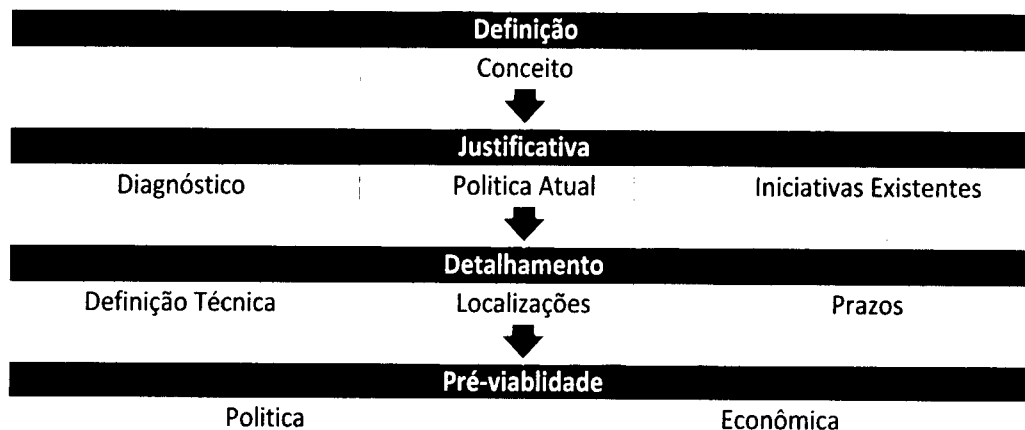 Definição
Conceito
Justificativa
Diagnóstico Politica Atual Iniciativas Existentes
Detalhamento
Definição Técnica Localizações Prazos
Pré-viablidade
Politica Econômica